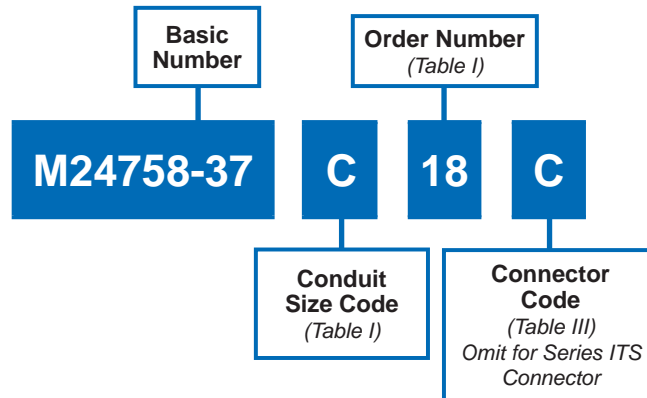 Basic
Number
Order Number
(Table I)
M24758-37
C
18
C
Conduit
Size Code
(Table I)
Connector
Code
(Table III)
Omit for Series ITS
Connector